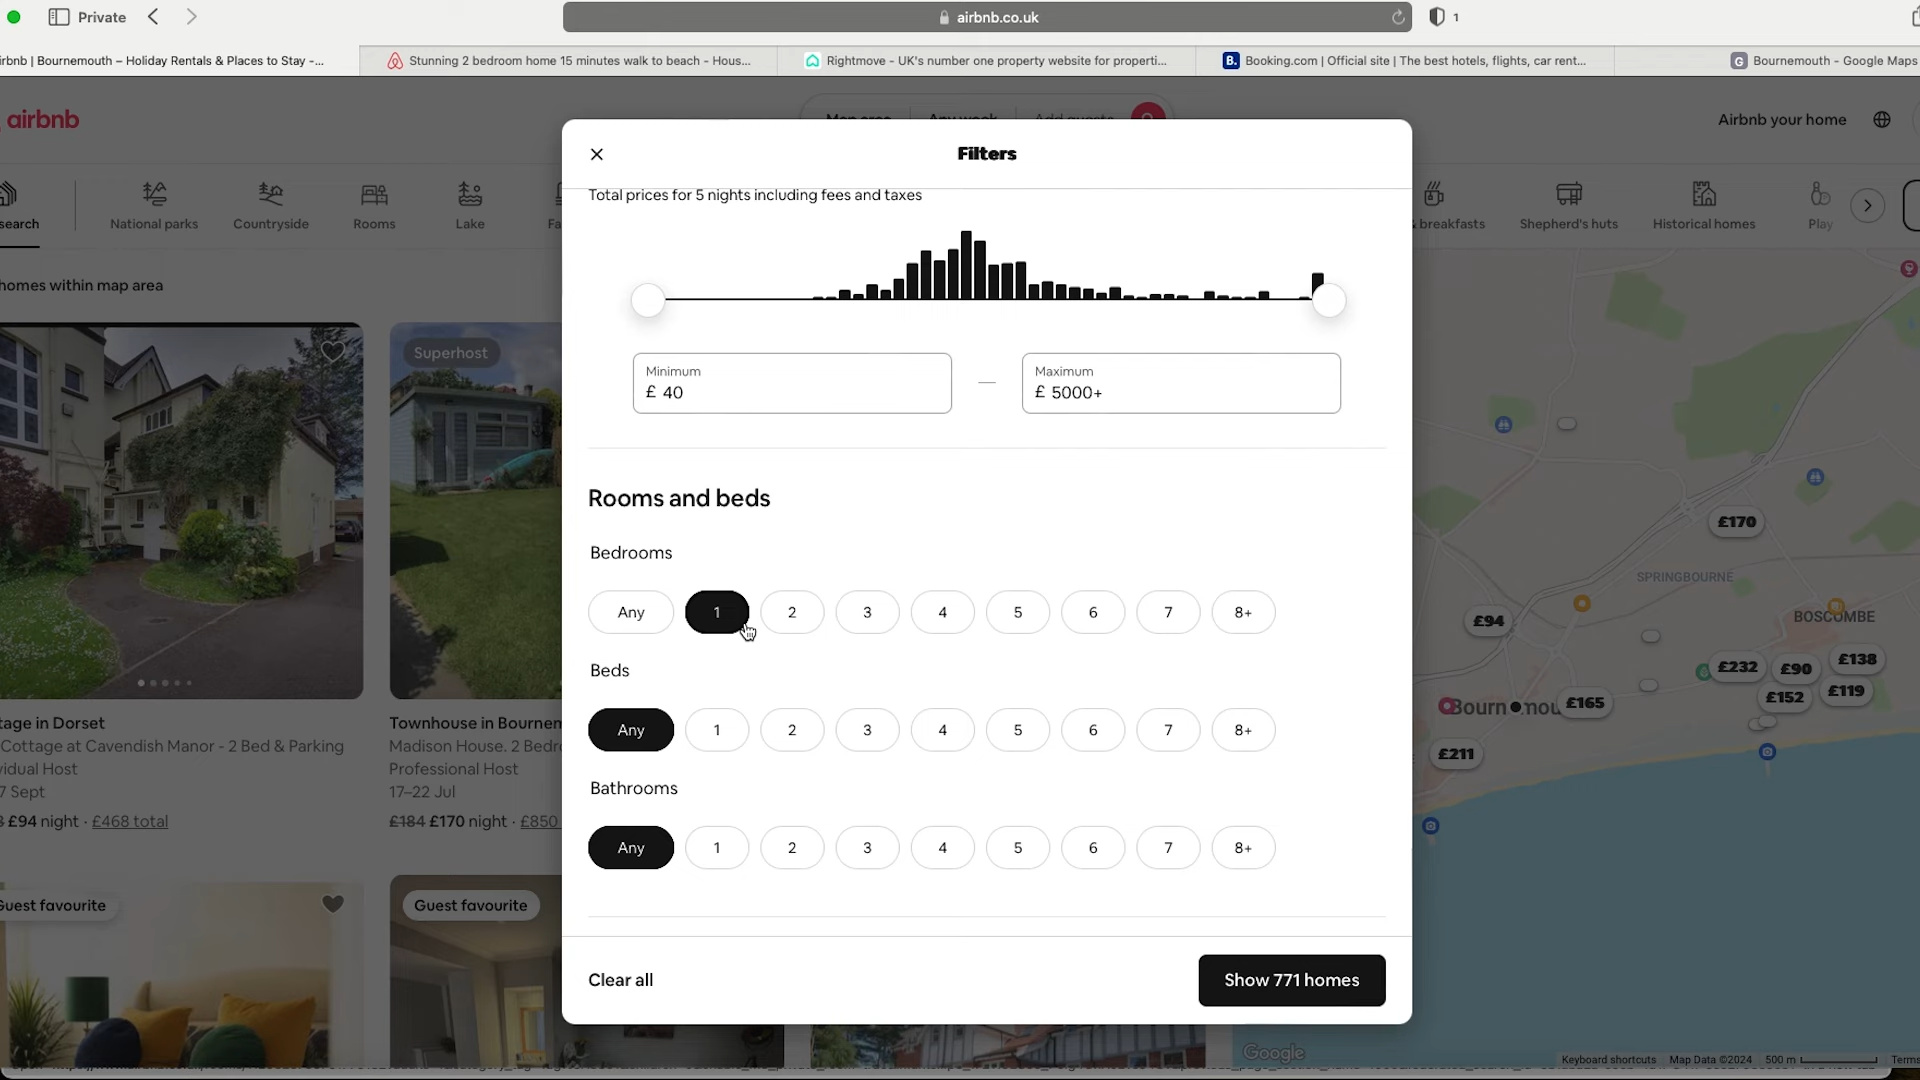 Private
airbnb.co.uk
1
irbnb | Bournemouth – Holiday Rentals & Places to Stay -...
Stunning 2 bedroom home 15 minutes walk to beach - Hous...
Rightmove - UK's number one property website for properti...
B. Booking.com | Official site | The best hotels, flights, car rent...
G Bournemouth - Google Maps
airbnb
Map area
Any week
Add guests
Airbnb your home
search
National parks
Countryside
Rooms
Lake
Fa
& breakfasts
Shepherd's huts
Historical homes
Play
Filters
Total prices for 5 nights including fees and taxes
Minimum
£ 40
—
Maximum
£ 5000+
Rooms and beds
Bedrooms
Any 1 2 3 4 5 6 7 8+
Beds
Any 1 2 3 4 5 6 7 8+
Bathrooms
Any 1 2 3 4 5 6 7 8+
Clear all
Show 771 homes
homes within map area
Superhost
tage in Dorset
Cottage at Cavendish Manor - 2 Bed & Parking
vidual Host
7 Sept
£94 night · £468 total
Townhouse in Bournem
Madison House. 2 Bedr
Professional Host
17–22 Jul
£184 £170 night · £850
Guest favourite
Guest favourite
£170
SPRINGBOURNE
£94
BOSCOMBE
£232
£90
£138
£152
£119
Bournemou
£165
£211
Google
Keyboard shortcuts
Map Data ©2024
500 m
Terms